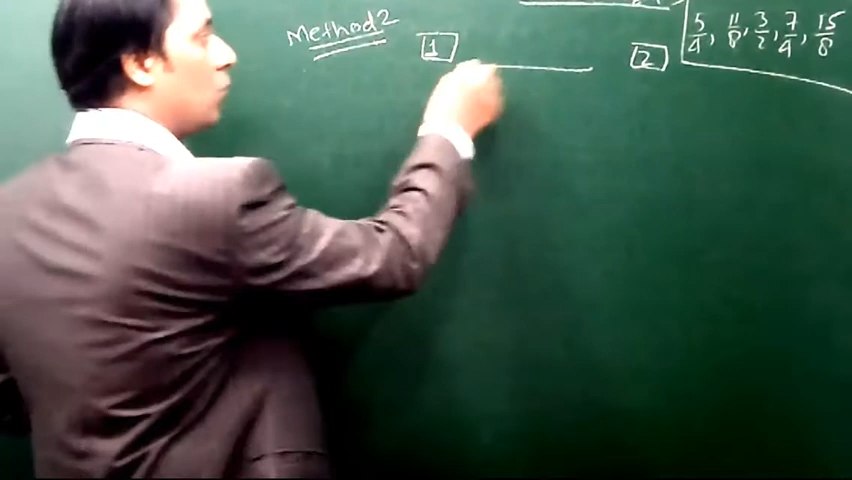 Method 2
1 2
5/4, 11/8, 3/2, 7/4, 15/8